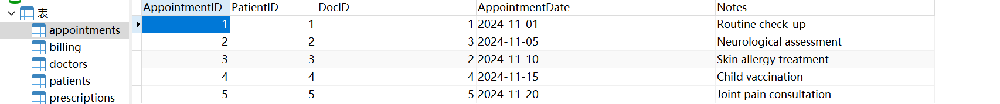 表
appointments
billing
doctors
patients
prescriptions
AppointmentID PatientID DocID AppointmentDate Notes
1 1 1 2024-11-01 Routine check-up
2 2 3 2024-11-05 Neurological assessment
3 3 2 2024-11-10 Skin allergy treatment
4 4 4 2024-11-15 Child vaccination
5 5 5 2024-11-20 Joint pain consultation